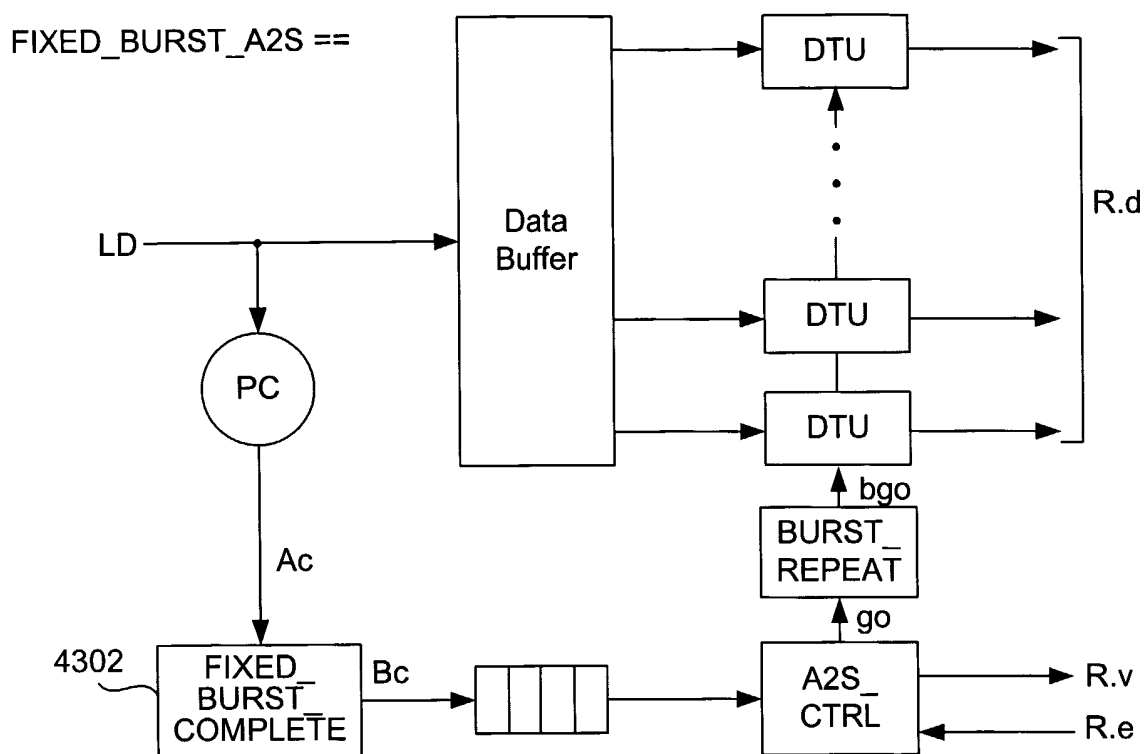 FIXED_BURST_A2S ==
DTU
R.d
Data
Buffer
LD
DTU
PC
DTU
bgo
BURST_
REPEAT
Ac
go
4302
FIXED_
BURST_
COMPLETE
Bc
A2S_
CTRL
R.v
R.e